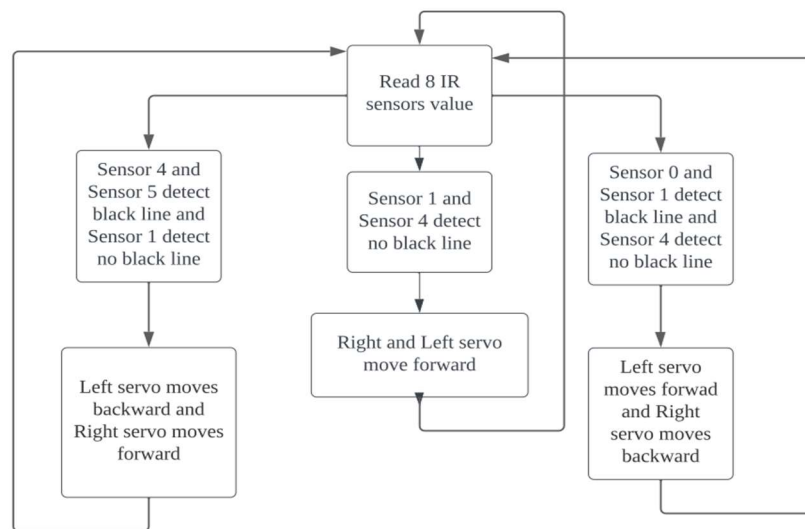 Read 8 IR
sensors value
Sensor 4 and
Sensor 5 detect
black line and
Sensor 1 detect
no black line
Sensor 1 and
Sensor 4 detect
no black line
Sensor 0 and
Sensor 1 detect
black line and
Sensor 4 detect
no black line
Left servo moves
backward and
Right servo moves
forward
Right and Left servo
move forward
Left servo
moves forwad
and Right
servo moves
backward